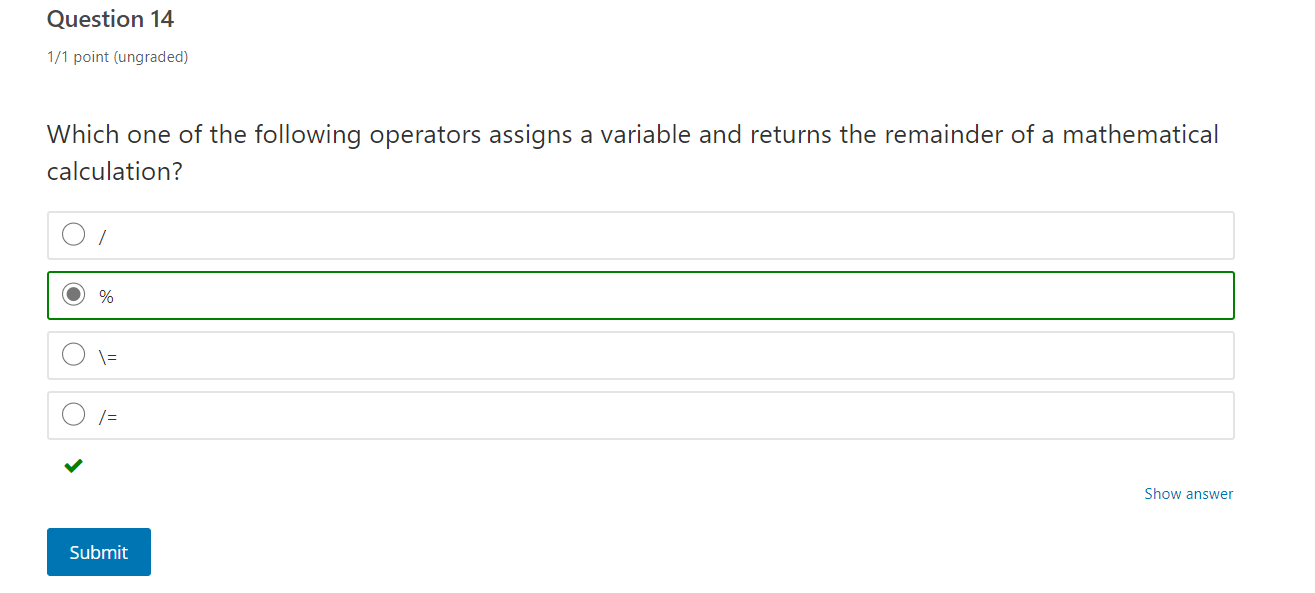 Question 14
1/1 point (ungraded)
Which one of the following operators assigns a variable and returns the remainder of a mathematical
calculation?
/
%
\=
/=
Show answer
Submit